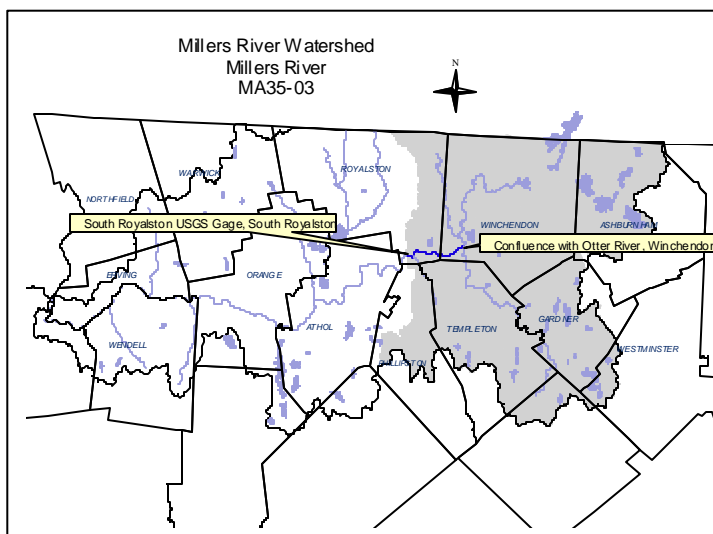 Millers River Watershed
Millers River
MA35-03
N
ROYALSTON
WARWICK
NORTHFIELD
South Royalston USGS Gage, South Royalston
WINCHENDON
ASHBURNHAM
Confluence with Otter River, Winchendon
ERVING
ORANGE
GARDNER
ATHOL
TEMPLETON
WENDELL
WESTMINSTER
PHILLIPSTON